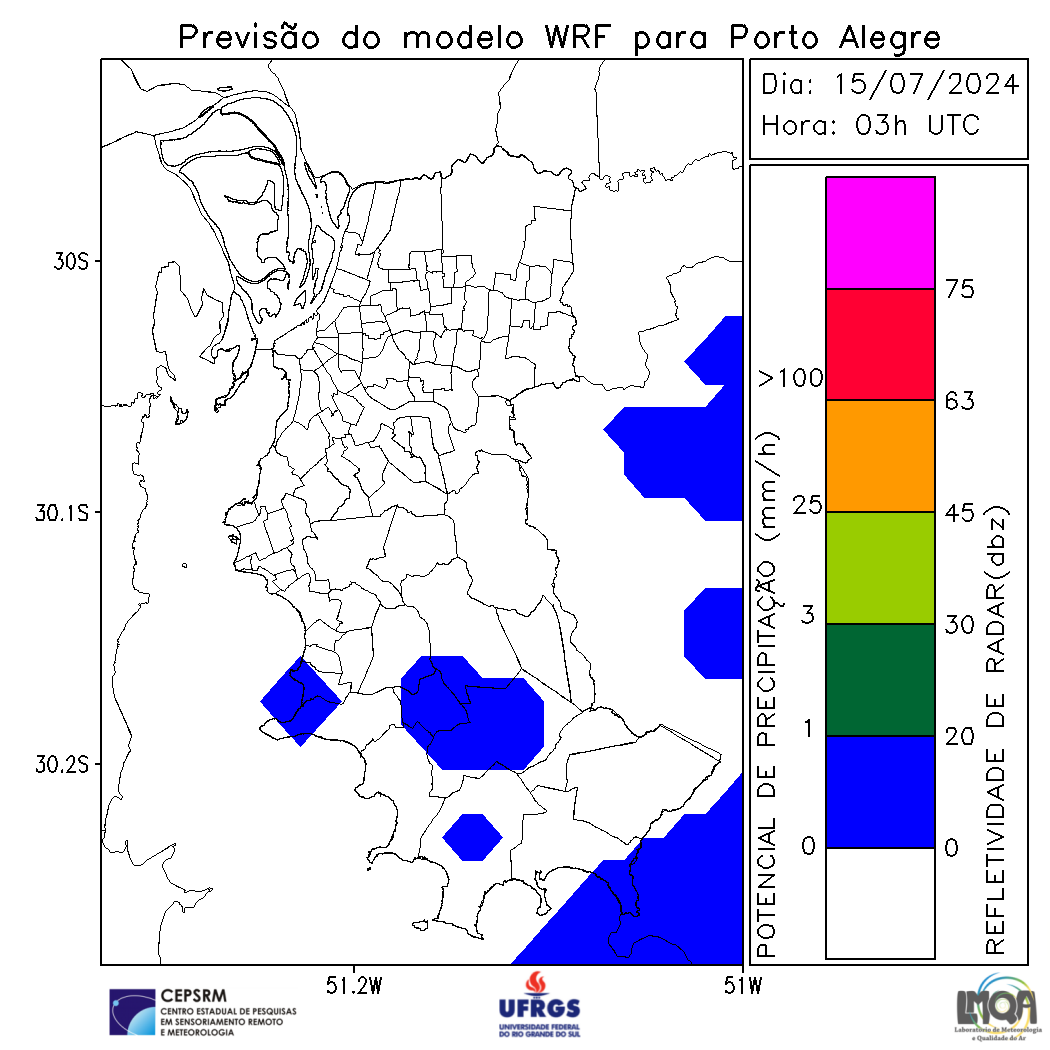 Previsão do modelo WRF para Porto Alegre
Dia: 15/07/2024
Hora: 03h UTC
30S
30.1S
30.2S
51.2W
51W
POTENCIAL DE PRECIPITAÇÃO (mm/h)
>100
25
3
1
0
75
63
45
30
20
0
REFLETIVIDADE DE RADAR(dbz)
CEPSRM
CENTRO ESTADUAL DE PESQUISAS
EM SENSORIAMENTO REMOTO
E METEOROLOGIA
UFRGS
UNIVERSIDADE FEDERAL
DO RIO GRANDE DO SUL
LMQA
Laboratório de Meteorologia
e Qualidade do Ar